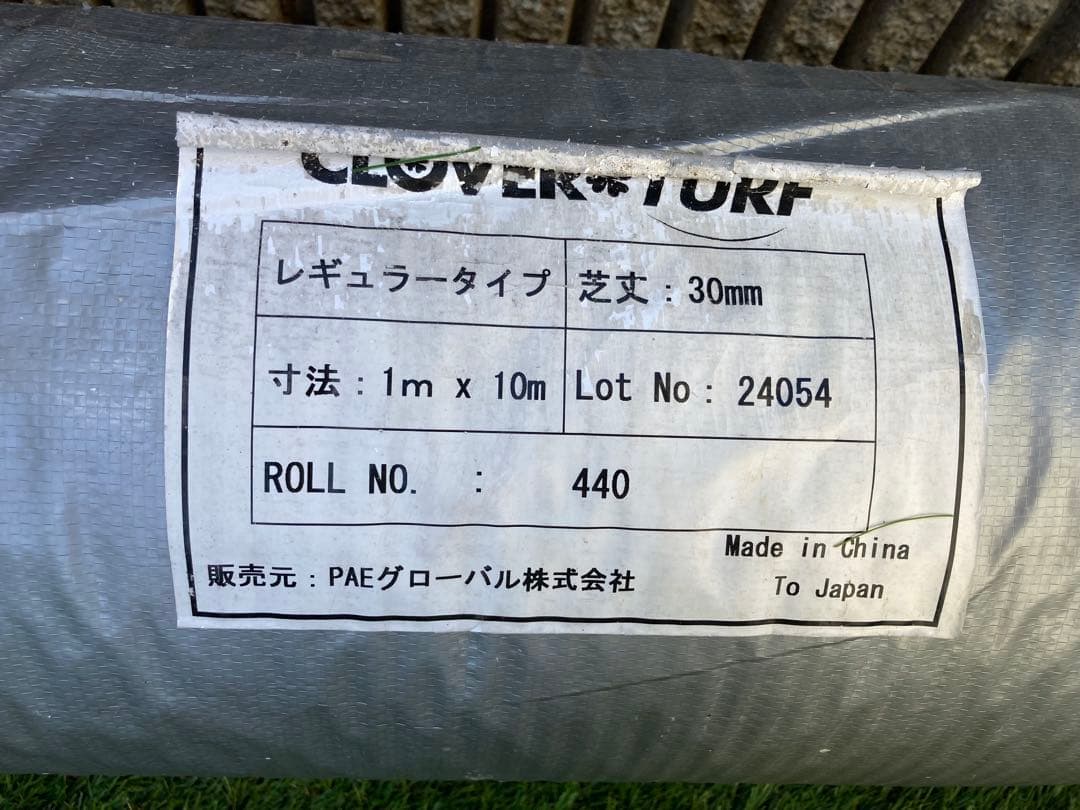 CLOVER TURF
レギュラータイプ 芝丈：30mm
寸法：1m x 10m Lot No: 24054
ROLL NO. : 440
Made in China
販売元：PAEグローバル株式会社 To Japan